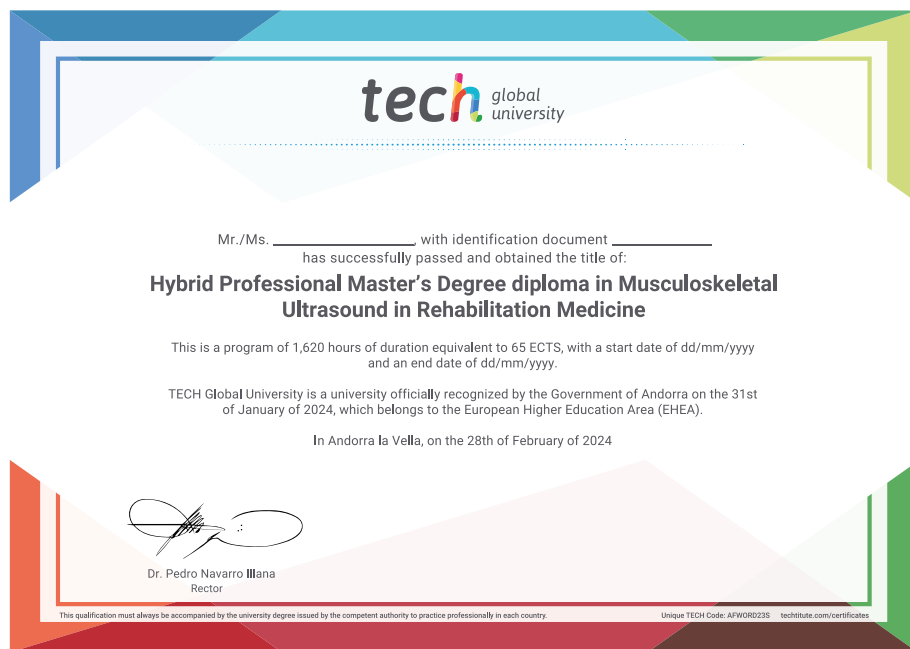 tech global
university
Mr./Ms. ____________, with identification document ____________
has successfully passed and obtained the title of:
Hybrid Professional Master’s Degree diploma in Musculoskeletal
Ultrasound in Rehabilitation Medicine
This is a program of 1,620 hours of duration equivalent to 65 ECTS, with a start date of dd/mm/yyyy
and an end date of dd/mm/yyyy.
TECH Global University is a university officially recognized by the Government of Andorra on the 31st
of January of 2024, which belongs to the European Higher Education Area (EHEA).
In Andorra la Vella, on the 28th of February of 2024
Dr. Pedro Navarro Illana
Rector
This qualification must always be accompanied by the university degree issued by the competent authority to practice professionally in each country.
Unique TECH Code: AFWORD23S techtitute.com/certificates